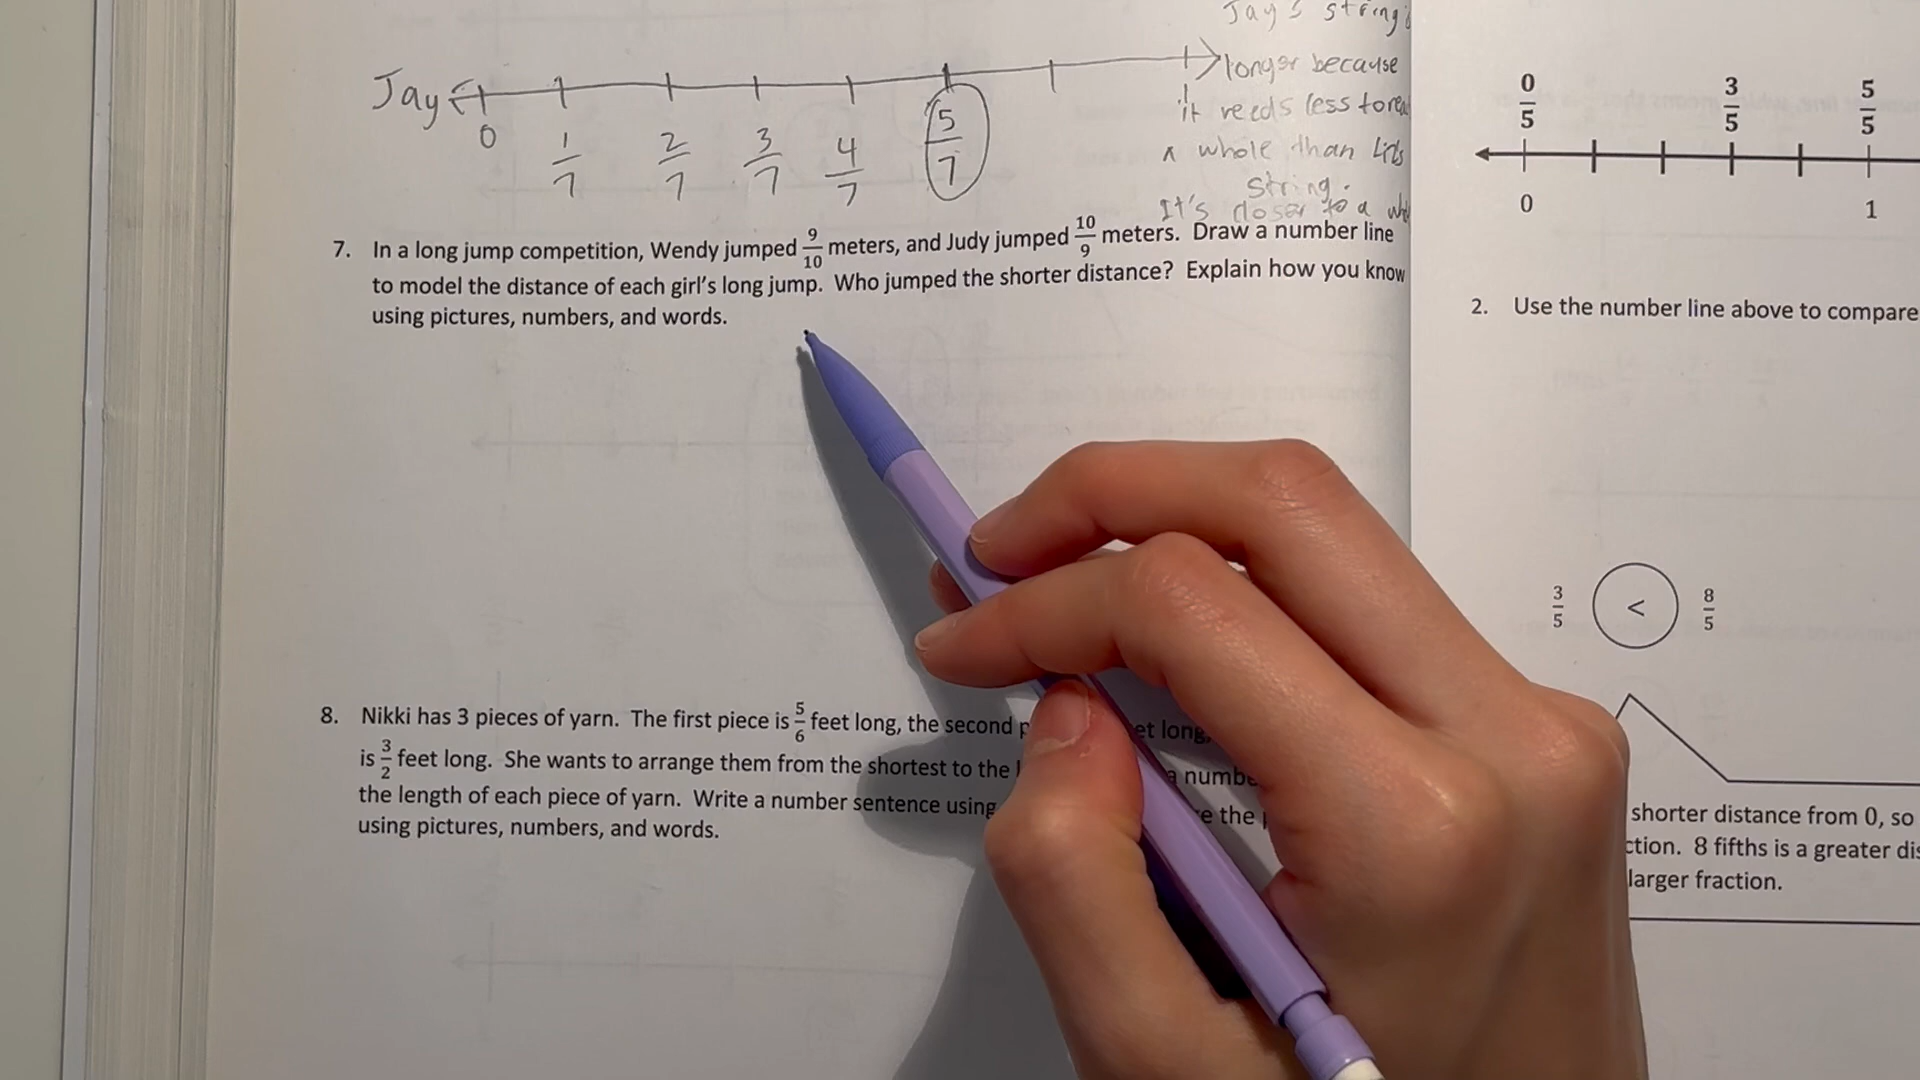 Jay's string
longer because
it needs less to
a whole than
string.
It's closer to a
Jay
0 1/7 2/7 3/7 4/7 5/7
7. In a long jump competition, Wendy jumped 9/10 meters, and Judy jumped 10/9 meters. Draw a number line
to model the distance of each girl's long jump. Who jumped the shorter distance? Explain how you know
using pictures, numbers, and words.
8. Nikki has 3 pieces of yarn. The first piece is 5/6 feet long, the second long,
is 3/2 feet long. She wants to arrange them from the shortest to the a
the length of each piece of yarn. Write a number sentence using the
using pictures, numbers, and words.
0/5 3/5 5/5
0 1
2. Use the number line above to compare
3/5 < 8/5
shorter distance from 0, so
8 fifths is a greater
larger fraction.